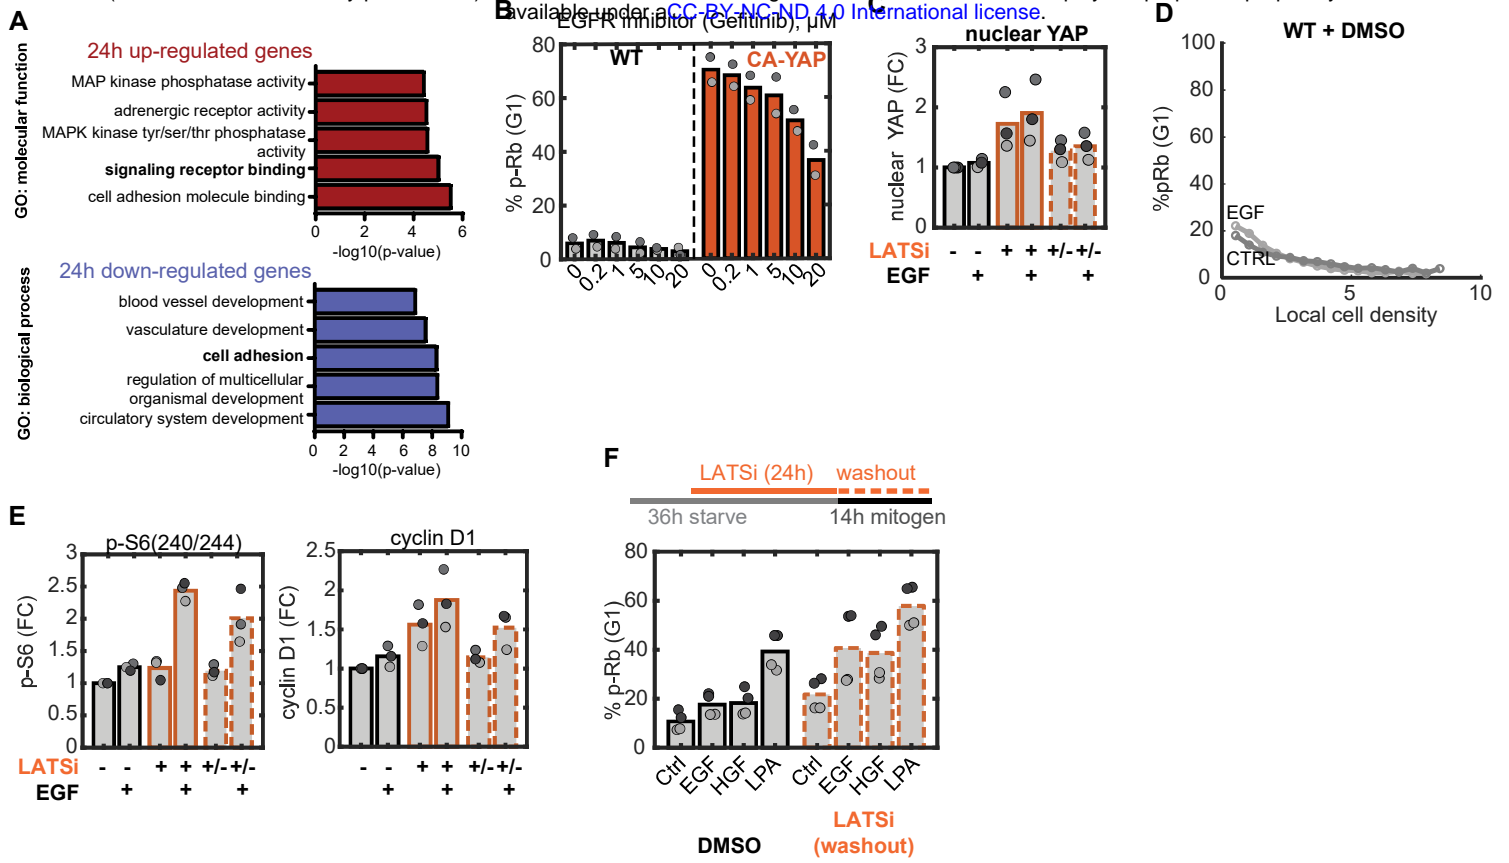 available under aCC-BY-NC-ND 4.0 International license.
A
24h up-regulated genes
GO: molecular function
MAP kinase phosphatase activity
adrenergic receptor activity
MAPK kinase tyr/ser/thr phosphatase
activity
signaling receptor binding
cell adhesion molecule binding
0 2 4 6
-log10(p-value)
24h down-regulated genes
GO: biological process
blood vessel development
vasculature development
cell adhesion
regulation of multicellular
organismal development
circulatory system development
0 2 4 6 8 10
-log10(p-value)
B
EGFR inhibitor (Gefitinib), µM
WT
CA-YAP
% p-Rb (G1)
80
60
40
20
0
0 0.2 1 5 10 20
0 0.2 1 5 10 20
C
nuclear YAP
nuclear YAP (FC)
3
2
1
0
LATSi - - + + +/- +/-
EGF + + +
D
WT + DMSO
%pRb (G1)
100
80
60
40
20
0
EGF
CTRL
0 5 10
Local cell density
E
p-S6(240/244)
p-S6 (FC)
3
2.5
2
1.5
1
0.5
0
LATSi - - + + +/- +/-
EGF + + +
cyclin D1
cyclin D1 (FC)
2.5
2
1.5
1
0.5
0
- - + + +/- +/-
+ + +
F
LATSi (24h) washout
36h starve 14h mitogen
% p-Rb (G1)
80
60
40
20
0
Ctrl EGF HGF LPA Ctrl EGF HGF LPA
DMSO
LATSi
(washout)